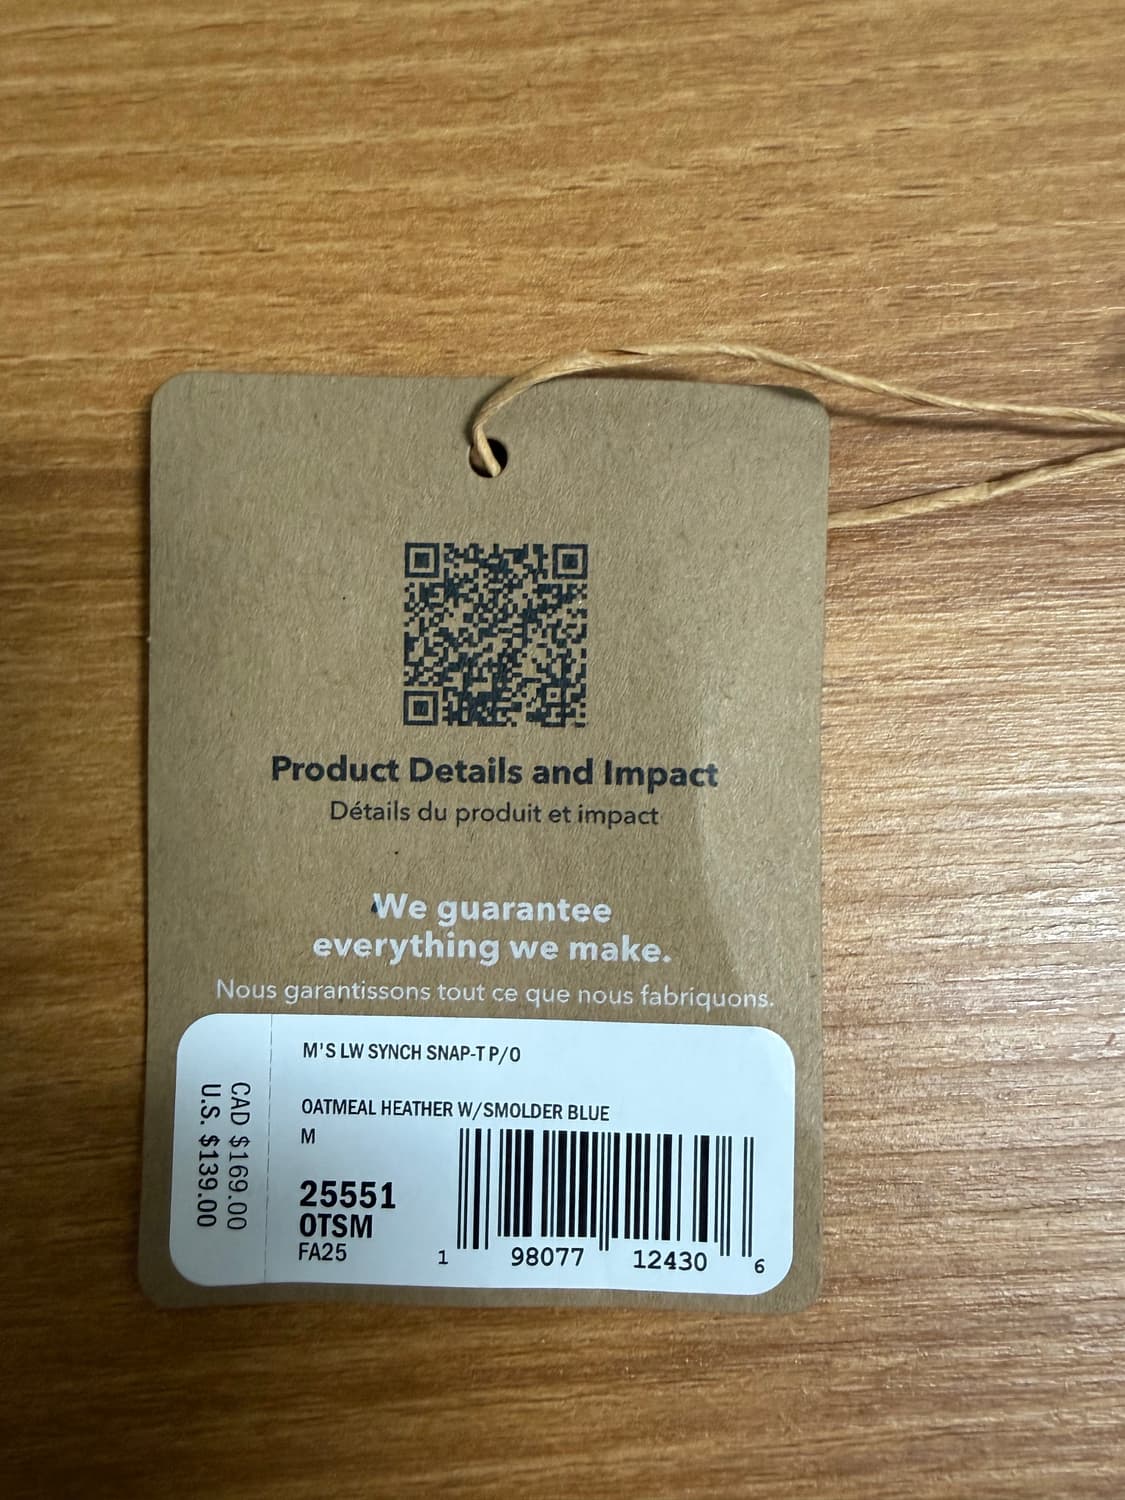 Product Details and Impact
Détails du produit et impact
We guarantee
everything we make.
Nous garantissons tout ce que nous fabriquons.
M'S LW SYNCH SNAP-T P/O
OATMEAL HEATHER W/SMOLDER BLUE
M
25551
OTSM
FA25
1 98077 12430 6
CAD $169.00
U.S. $139.00